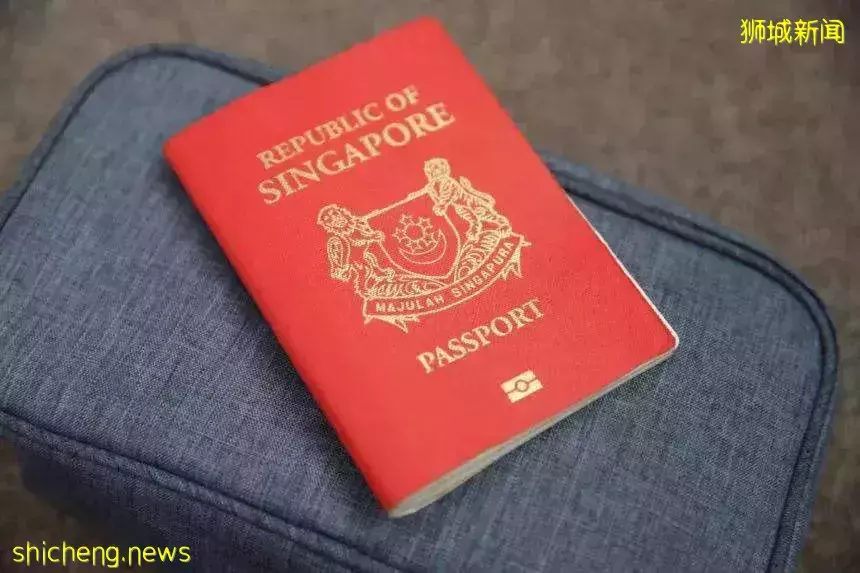 狮城新闻
REPUBLIC OF
SINGAPORE
MAJULAH SINGAPURA
PASSPORT
shicheng.news